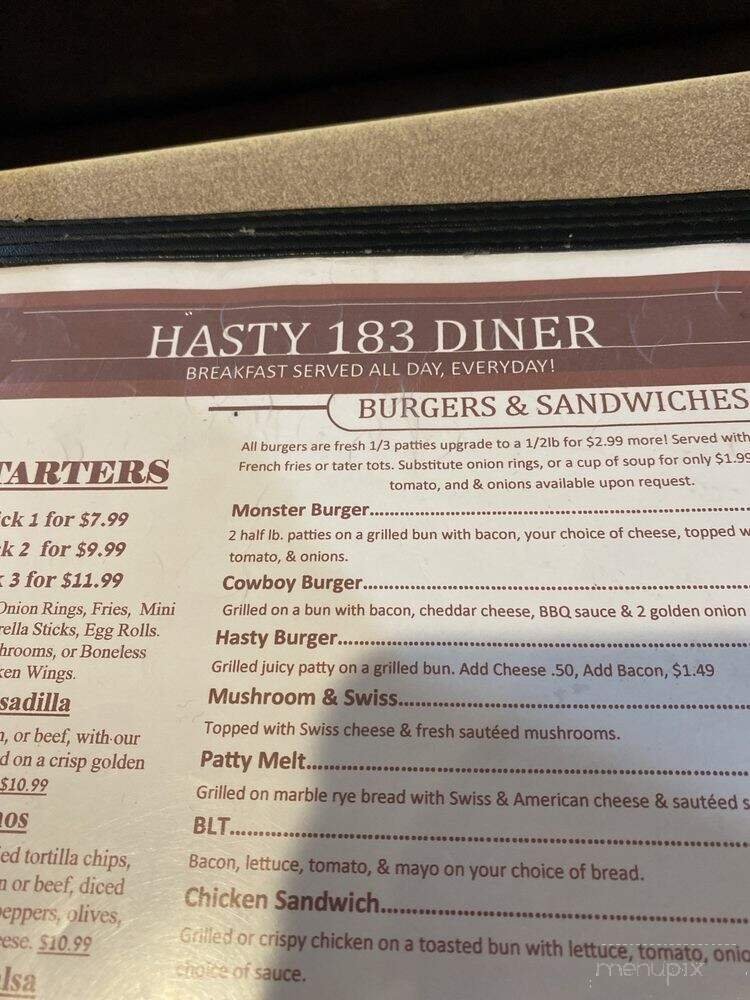 HASTY 183 DINER
BREAKFAST SERVED ALL DAY, EVERYDAY!
TARTERS
ick 1 for $7.99
k 2 for $9.99
3 for $11.99
Onion Rings, Fries, Mini
rella Sticks, Egg Rolls.
hrooms, or Boneless
ken Wings.
sadilla
n, or beef, with our
d on a crisp golden
$10.99
os
ied tortilla chips,
n or beef, diced
eppers, olives,
ese. $10.99
alsa
BURGERS & SANDWICHES
All burgers are fresh 1/3 patties upgrade to a 1/2lb for $2.99 more! Served with
French fries or tater tots. Substitute onion rings, or a cup of soup for only $1.99
tomato, and & onions available upon request.
Monster Burger
2 half lb. patties on a grilled bun with bacon, your choice of cheese, topped w
tomato, & onions.
Cowboy Burger
Grilled on a bun with bacon, cheddar cheese, BBQ sauce & 2 golden onion
Hasty Burger
Grilled juicy patty on a grilled bun. Add Cheese .50, Add Bacon, $1.49
Mushroom & Swiss
Topped with Swiss cheese & fresh sautéed mushrooms.
Patty Melt
Grilled on marble rye bread with Swiss & American cheese & sautéed s
BLT
Bacon, lettuce, tomato, & mayo on your choice of bread.
Chicken Sandwich
Grilled or crispy chicken on a toasted bun with lettuce, tomato, onio
choice of sauce.
menupix